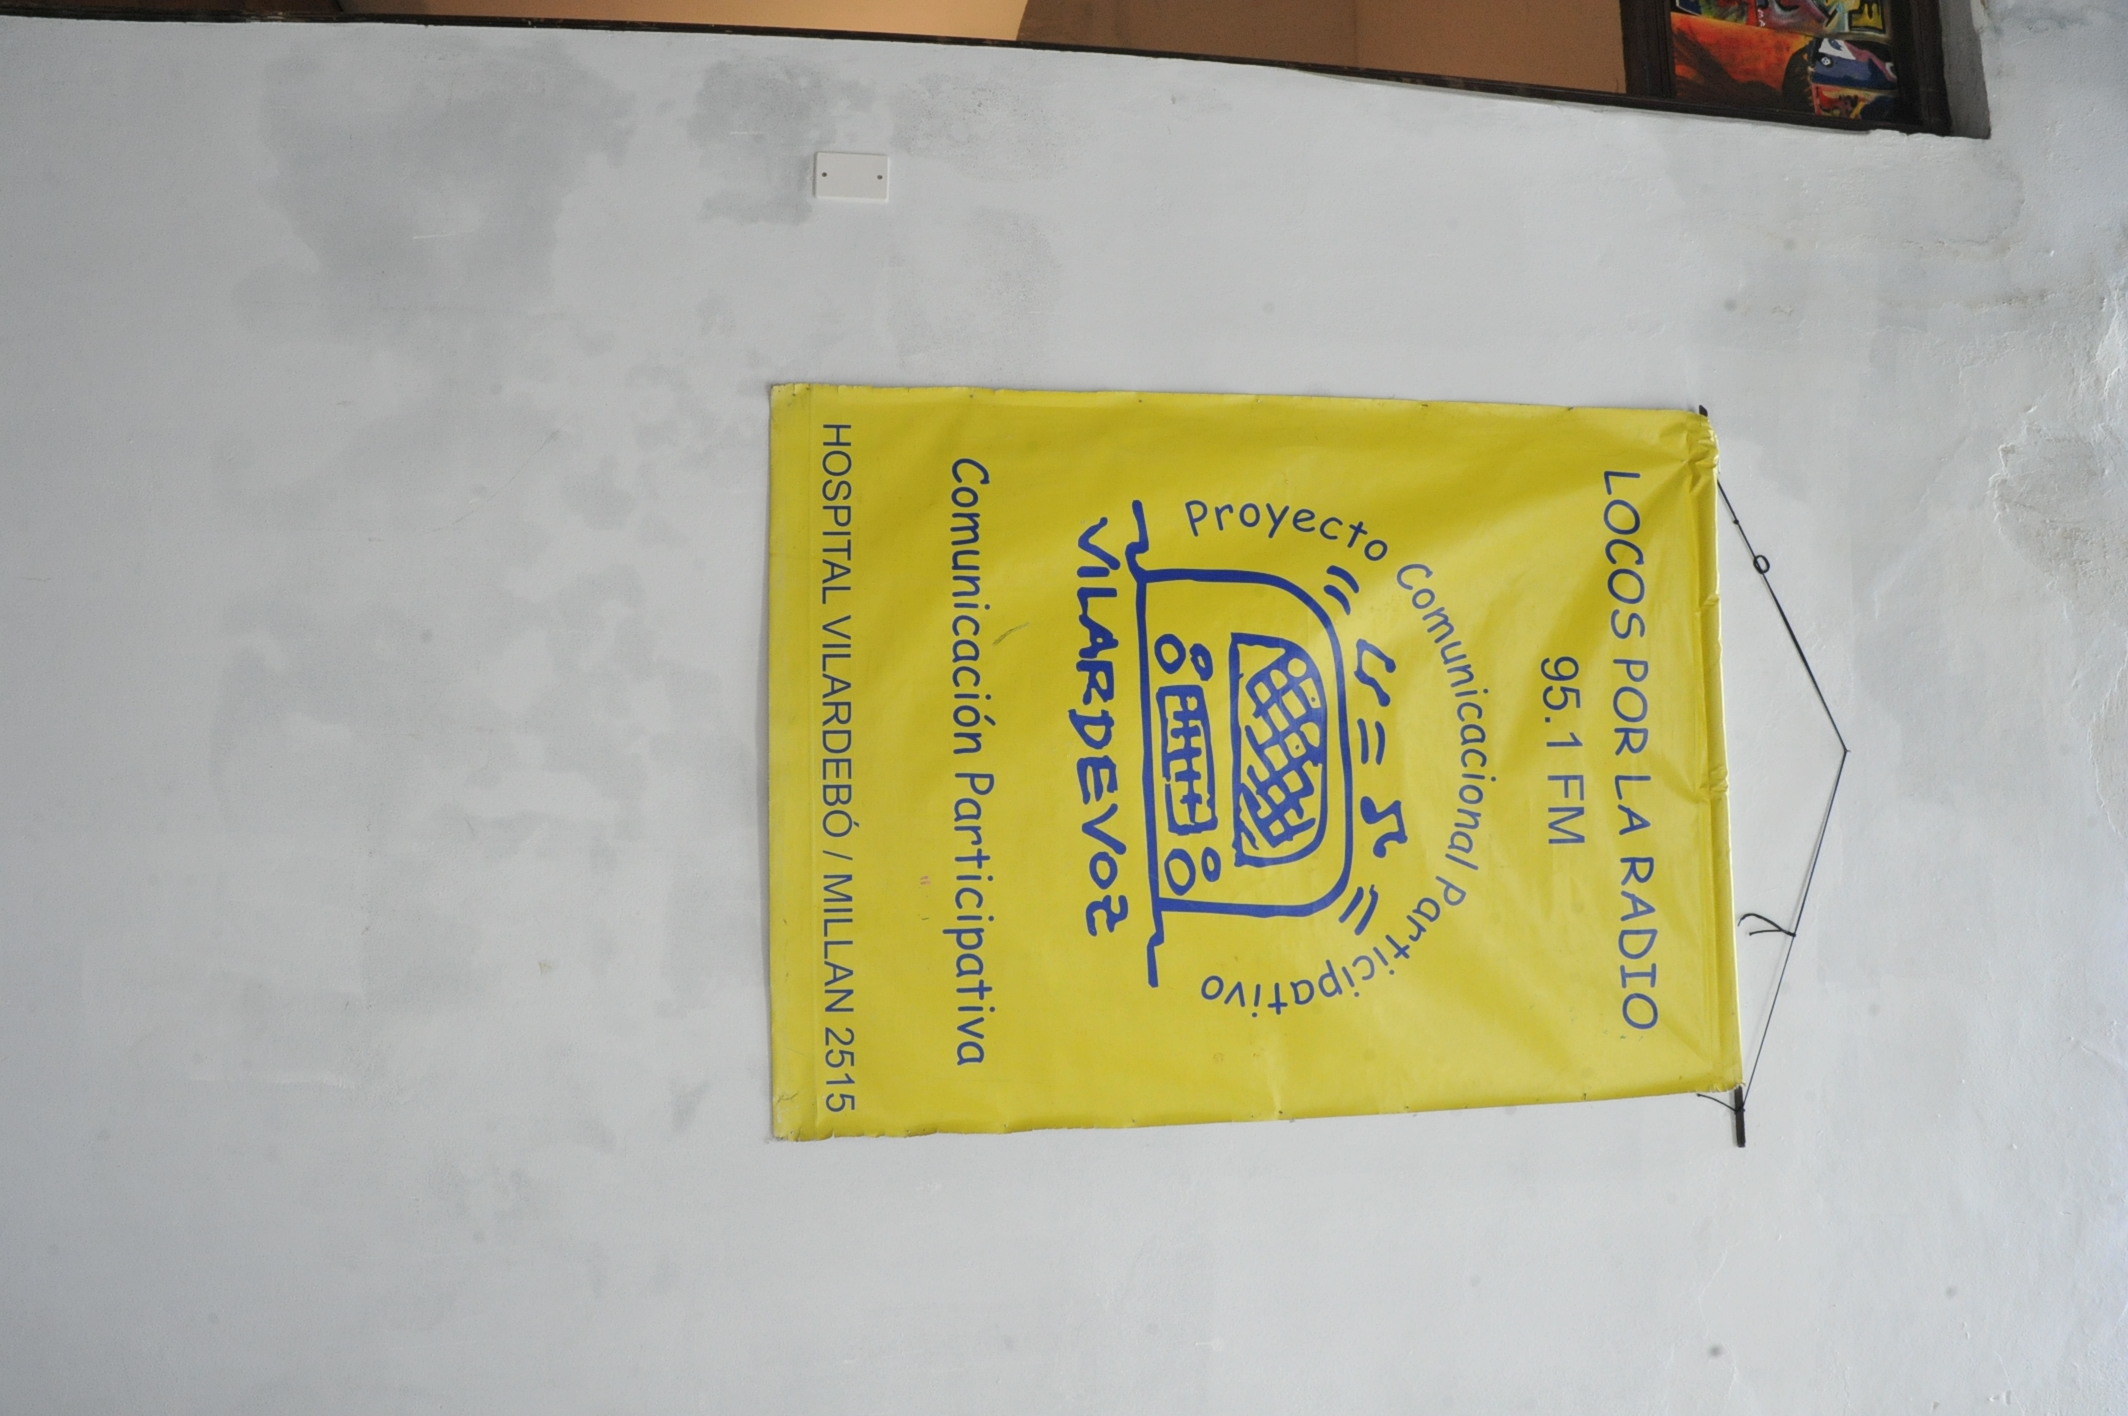 LOCOS POR LA RADIO
95.1 FM
Proyecto Comunicacional Participativo
VILARDEVOZ
Comunicación Participativa
HOSPITAL VILARDEBÓ / MILLAN 2515